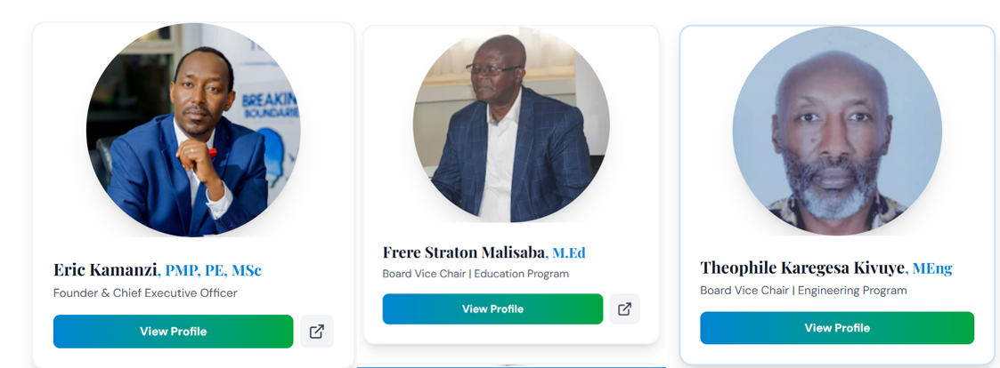 BREAKIN
BOUNDARIE
Eric Kamanzi, PMP, PE, MSc
Founder & Chief Executive Officer
View Profile
Frere Straton Malisaba, M.Ed
Board Vice Chair | Education Program
View Profile
Theophile Karegesa Kivuye, MEng
Board Vice Chair | Engineering Program
View Profile